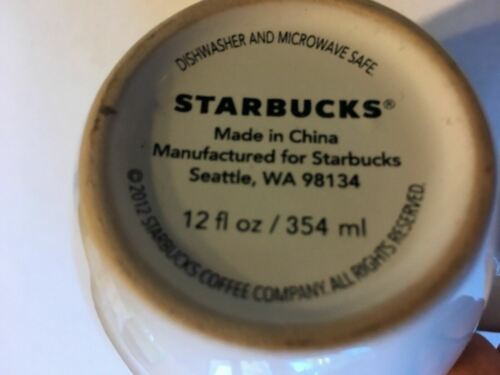 DISHWASHER AND MICROWAVE SAFE.
STARBUCKS®
Made in China
Manufactured for Starbucks
Seattle, WA 98134
12 fl oz / 354 ml
© 2012 STARBUCKS COFFEE COMPANY. ALL RIGHTS RESERVED.